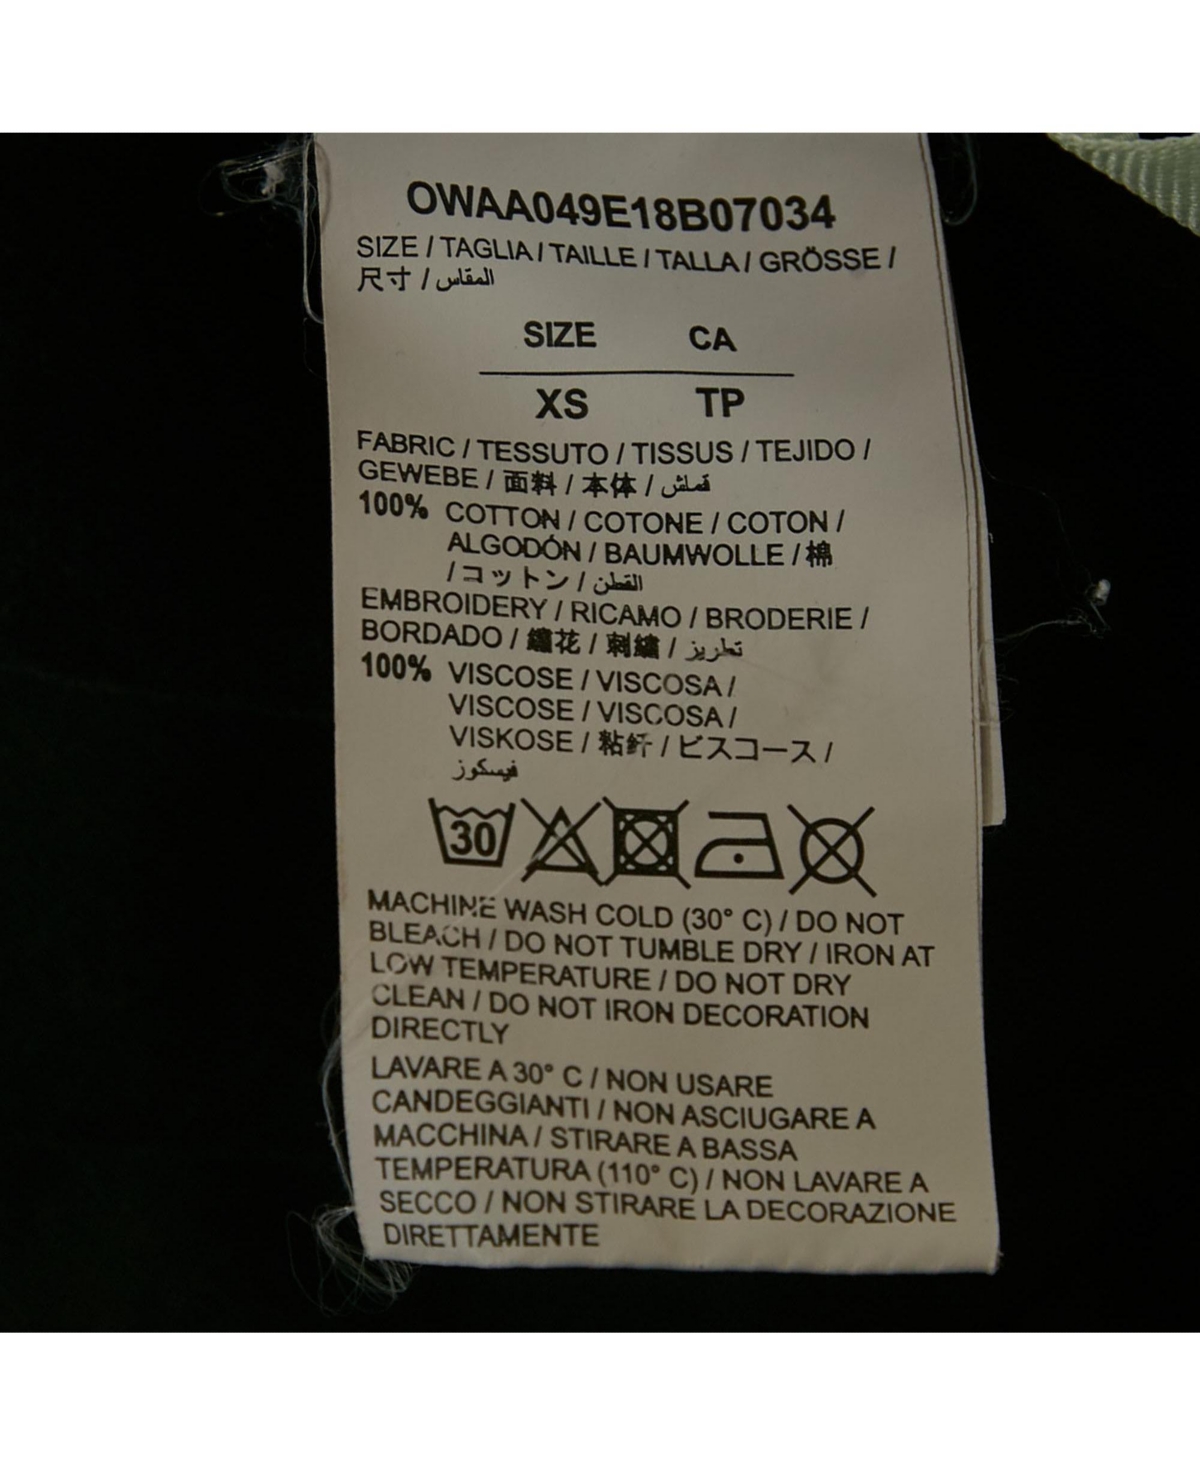 OWAA049E18B07034
SIZE / TAGLIA / TAILLE / TALLA / GRÖSSE /
尺寸 / المقاس
SIZE CA
XS TP
FABRIC / TESSUTO / TISSUS / TEJIDO /
GEWEBE / 面料 / 本体 / قماش
100% COTTON / COTONE / COTON /
ALGODÓN / BAUMWOLLE / 棉
/ コットン / القطن
EMBROIDERY / RICAMO / BRODERIE /
BORDADO / 繡花 / 刺繡 / تطريز
100% VISCOSE / VISCOSA /
VISCOSE / VISCOSA /
VISKOSE / 粘纤 / ビスコース /
فيسكوز
30
MACHINE WASH COLD (30° C) / DO NOT
BLEACH / DO NOT TUMBLE DRY / IRON AT
LOW TEMPERATURE / DO NOT DRY
CLEAN / DO NOT IRON DECORATION
DIRECTLY
LAVARE A 30° C / NON USARE
CANDEGGIANTI / NON ASCIUGARE A
MACCHINA / STIRARE A BASSA
TEMPERATURA (110° C) / NON LAVARE A
SECCO / NON STIRARE LA DECORAZIONE
DIRETTAMENTE